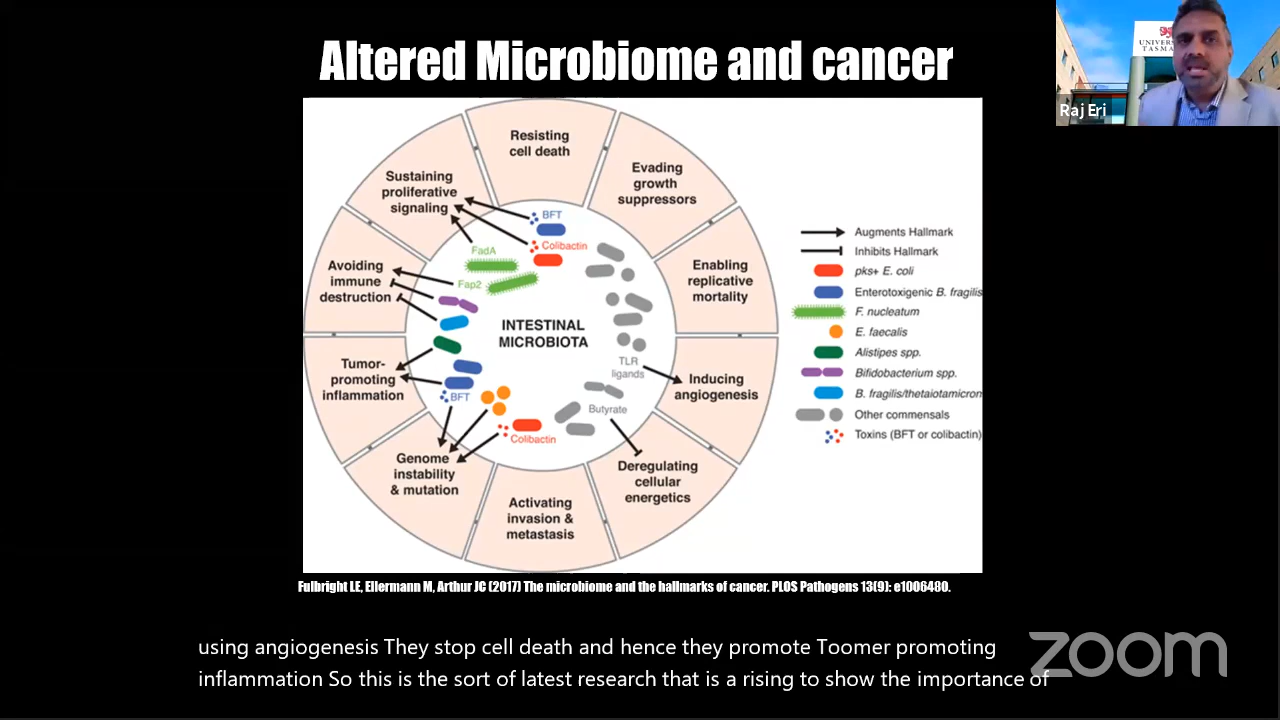 Altered Microbiome and cancer
UNIVERS
TASMA
Raj Eri
Resisting
cell death
Evading
growth
suppressors
Enabling
replicative
mortality
Inducing
angiogenesis
Deregulating
cellular
energetics
Activating
invasion &
metastasis
Genome
instability
& mutation
Tumor-
promoting
inflammation
Avoiding
immune
destruction
Sustaining
proliferative
signaling
BFT
Colibactin
FadA
Fap2
INTESTINAL
MICROBIOTA
TLR
ligands
Butyrate
BFT
Colibactin
Augments Hallmark
Inhibits Hallmark
pks+ E. coli
Enterotoxigenic B. fragilis
F. nucleatum
E. faecalis
Alistipes spp.
Bifidobacterium spp.
B. fragilis/thetaiotamicron
Other commensals
Toxins (BFT or colibactin)
Fulbright LE, Ellermann M, Arthur JC (2017) The microbiome and the hallmarks of cancer. PLOS Pathogens 13(9): e1006480.
using angiogenesis They stop cell death and hence they promote Toomer promoting
inflammation So this is the sort of latest research that is a rising to show the importance of
zoom